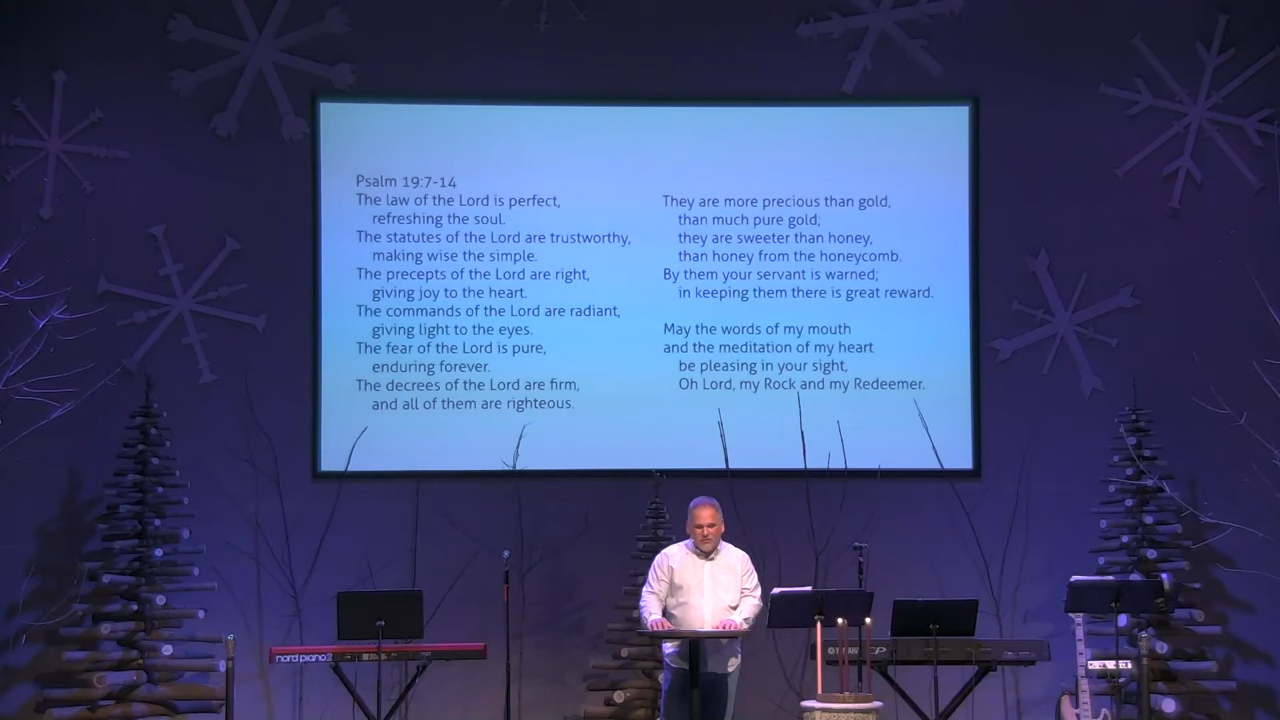 Psalm 19:7-14
The law of the Lord is perfect,
refreshing the soul.
The statutes of the Lord are trustworthy,
making wise the simple.
The precepts of the Lord are right,
giving joy to the heart.
The commands of the Lord are radiant,
giving light to the eyes.
The fear of the Lord is pure,
enduring forever.
The decrees of the Lord are firm,
and all of them are righteous.
They are more precious than gold,
than much pure gold;
they are sweeter than honey,
than honey from the honeycomb.
By them your servant is warned;
in keeping them there is great reward.
May the words of my mouth
and the meditation of my heart
be pleasing in your sight,
Oh Lord, my Rock and my Redeemer.
nord piano
YAMAHA CP